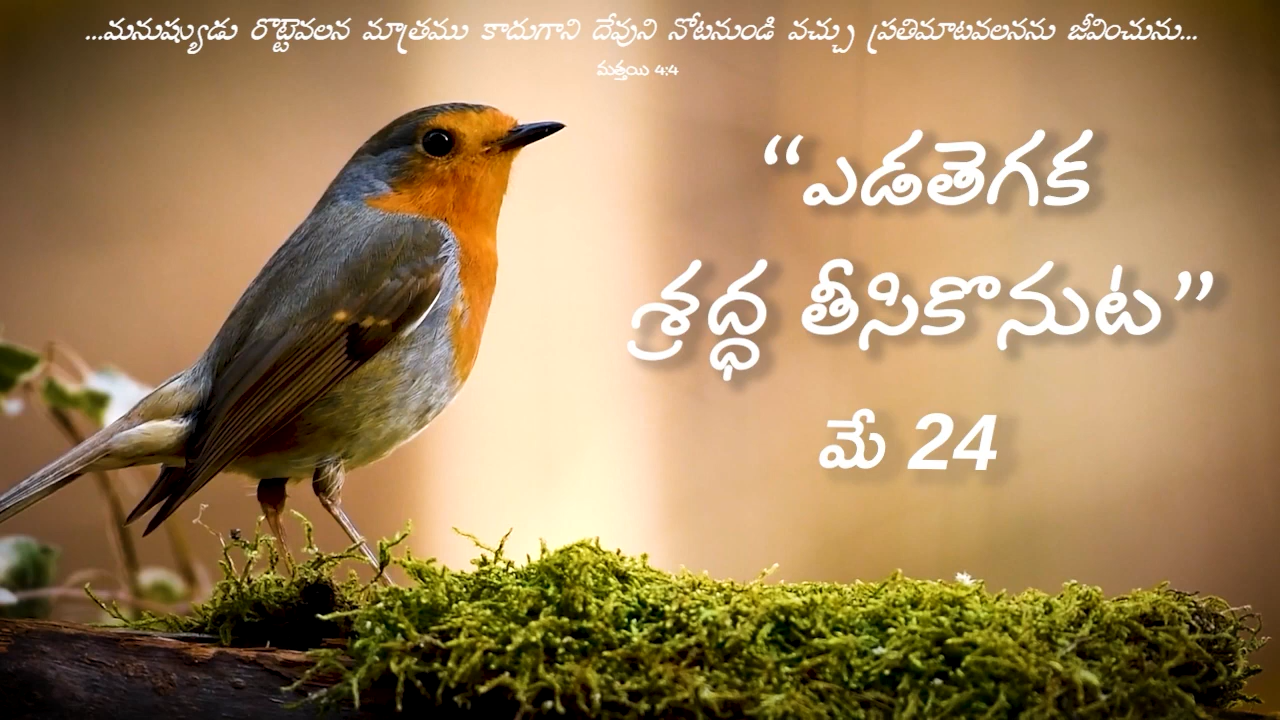 ...మనుష్యుడు రొట్టెవలన మాత్రము కాదుగాని దేవుని నోటనుండి వచ్చు ప్రతిమాటవలనను జీవించును...
మత్తయి 4:4
“ఎడతెగక
శ్రద్ధ తీసికొనుట”
మే 24